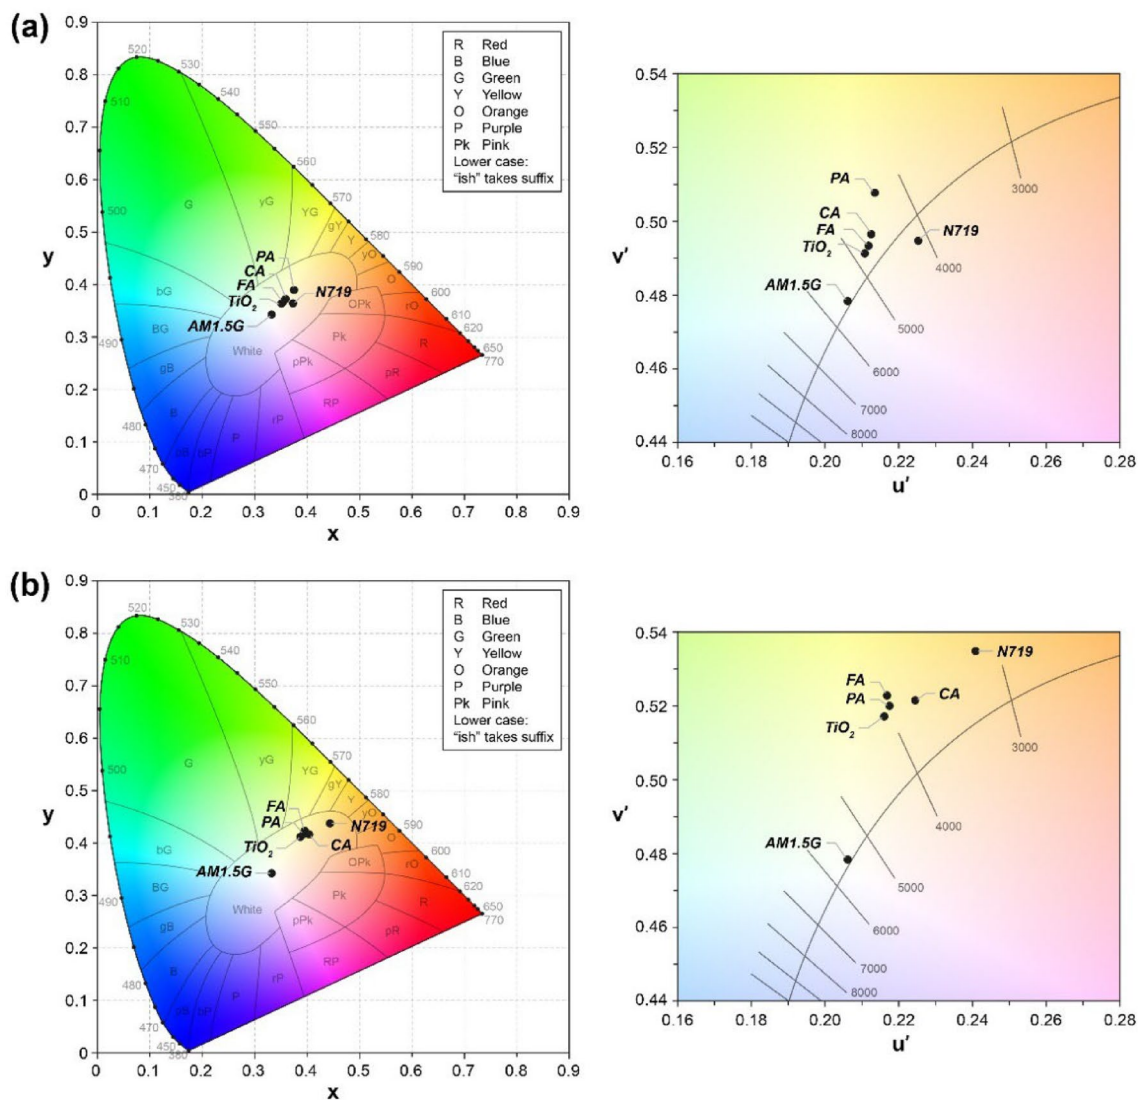 (a)
0.9
0.8
0.7
0.6
0.5
0.4
0.3
0.2
0.1
0
y
0 0.1 0.2 0.3 0.4 0.5 0.6 0.7 0.8 0.9
x
520
530
540
550
560
570
580
590
600
610
620
650
770
510
500
490
480
470
450
380
G
yG
YG
gY
Y
yO
O
rO
OPk
bG
BG
gB
B
pB
bP
P
rP
RP
pPk
Pk
pR
R
White
PA
CA
FA
TiO2
N719
AM1.5G
R Red
B Blue
G Green
Y Yellow
O Orange
P Purple
Pk Pink
Lower case:
“ish” takes suffix
0.54
0.52
0.50
0.48
0.46
0.44
v′
0.16 0.18 0.20 0.22 0.24 0.26 0.28
u′
PA
CA
FA
TiO2
N719
AM1.5G
3000
4000
5000
6000
7000
8000
(b)
0.9
0.8
0.7
0.6
0.5
0.4
0.3
0.2
0.1
0
y
0 0.1 0.2 0.3 0.4 0.5 0.6 0.7 0.8 0.9
x
520
530
540
550
560
570
580
590
600
610
620
650
770
510
500
490
480
470
450
380
G
yG
YG
gY
Y
yO
O
rO
OPk
bG
BG
gB
B
pB
bP
P
rP
RP
pPk
Pk
pR
R
White
FA
PA
TiO2
N719
CA
AM1.5G
R Red
B Blue
G Green
Y Yellow
O Orange
P Purple
Pk Pink
Lower case:
“ish” takes suffix
0.54
0.52
0.50
0.48
0.46
0.44
v′
0.16 0.18 0.20 0.22 0.24 0.26 0.28
u′
N719
FA
PA
CA
TiO2
AM1.5G
3000
4000
5000
6000
7000
8000